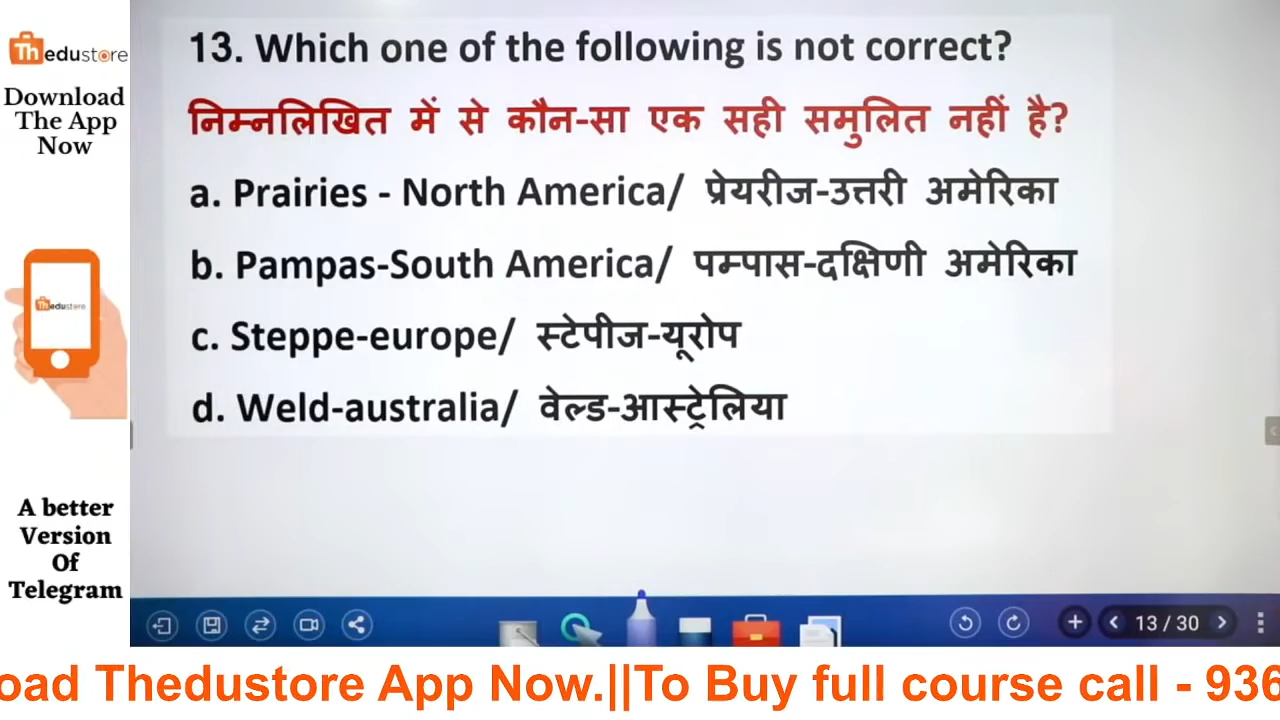 Thedustore
Download
The App
Now
Thedustore
A better
Version
Of
Telegram
13. Which one of the following is not correct?
निम्नलिखित में से कौन-सा एक सही समुलित नहीं है?
a. Prairies - North America/ प्रेयरीज-उत्तरी अमेरिका
b. Pampas-South America/ पम्पास-दक्षिणी अमेरिका
c. Steppe-europe/ स्टेपीज-यूरोप
d. Weld-australia/ वेल्ड-आस्ट्रेलिया
13 / 30
oad Thedustore App Now.||To Buy full course call - 936